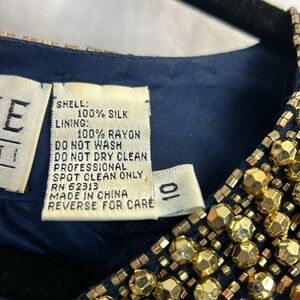 E
SHELL:
100% SILK
LINING:
100% RAYON
DO NOT WASH
DO NOT DRY CLEAN
PROFESSIONAL
SPOT CLEAN ONLY
RN 62313
MADE IN CHINA
REVERSE FOR CARE
10